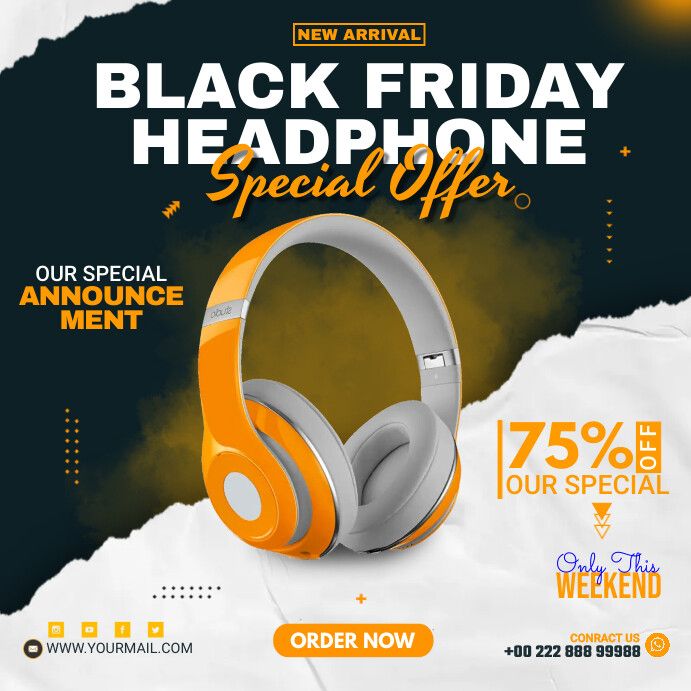 NEW ARRIVAL
BLACK FRIDAY
HEADPHONE
Special Offer
OUR SPECIAL
ANNOUNCE
MENT
75% OFF
OUR SPECIAL
Only This
WEEKEND
WWW.YOURMAIL.COM
ORDER NOW
CONRACT US
+00 222 888 99988